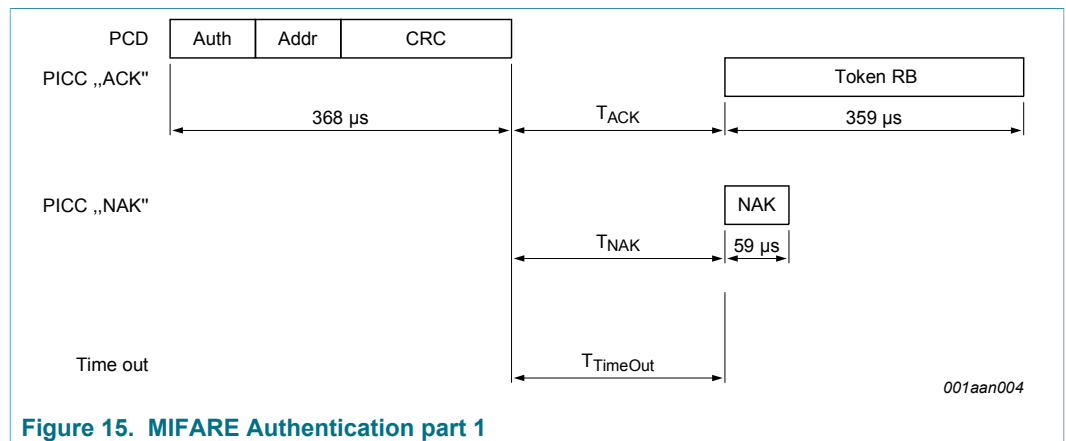 PCD Auth Addr CRC
PICC ,,ACK" Token RB
368 µs TACK 359 µs
PICC ,,NAK" NAK
TNAK 59 µs
Time out TTimeOut
001aan004
Figure 15. MIFARE Authentication part 1